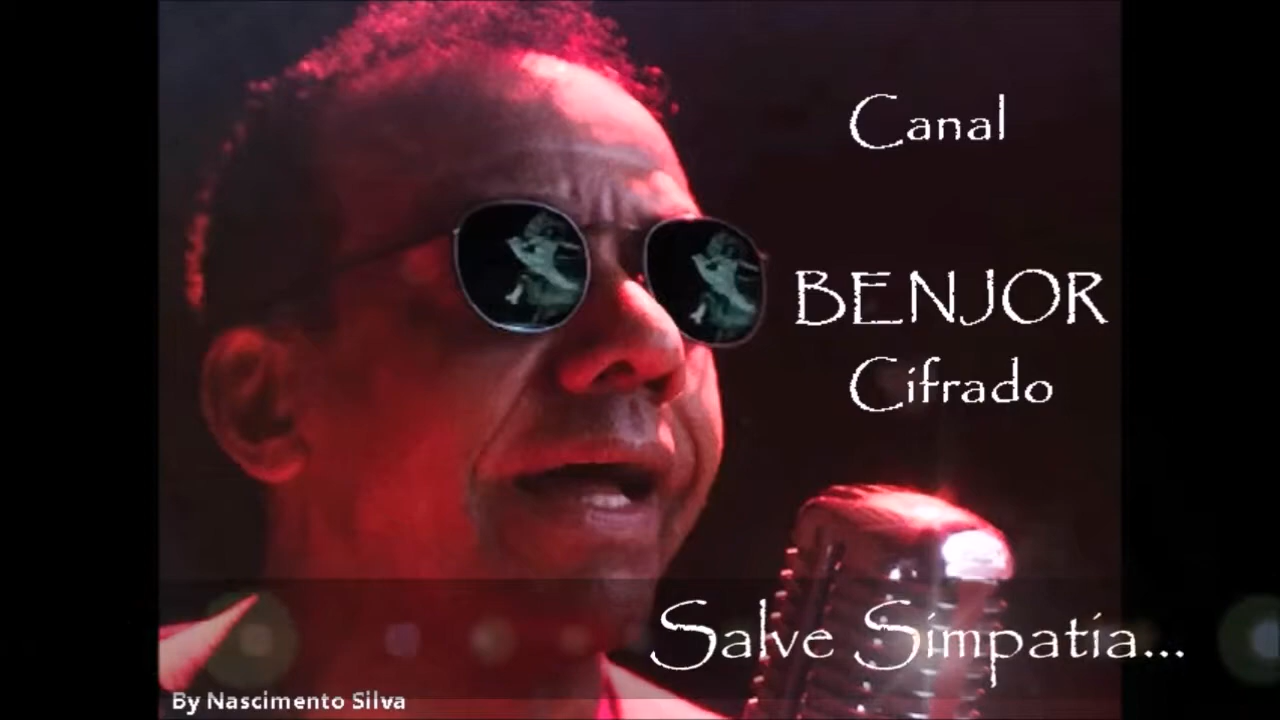 Canal
BENJOR
Cifrado
Salve Simpatia...
By Nascimento Silva